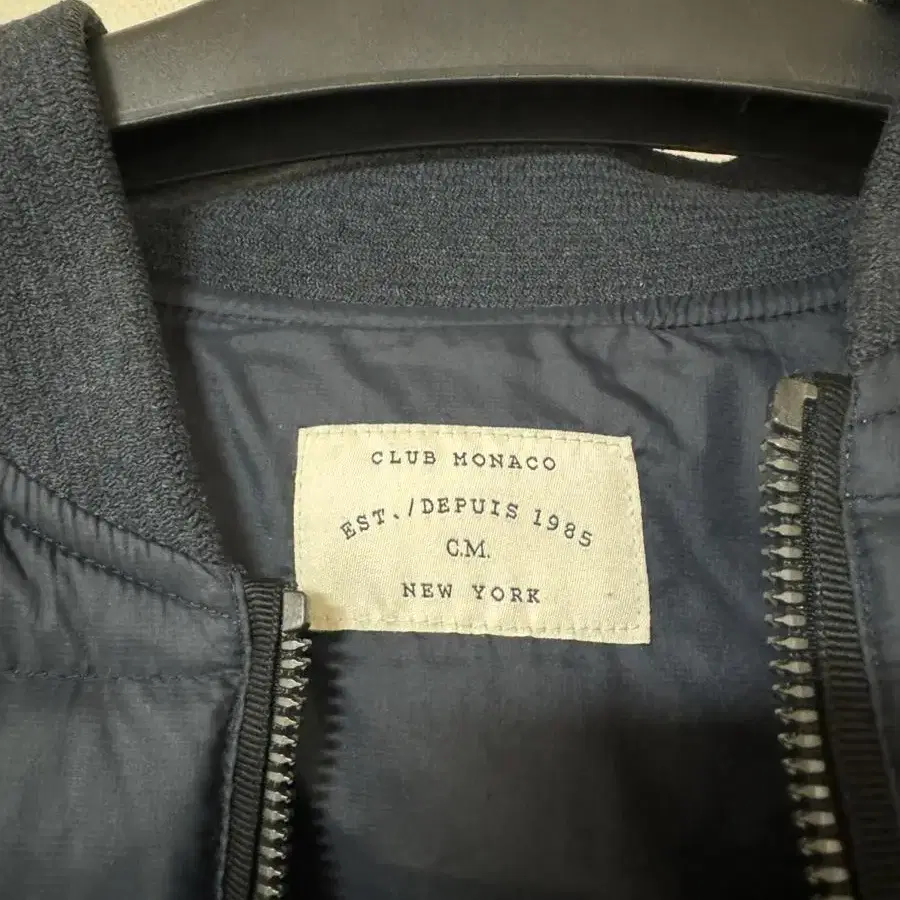 CLUB MONACO
EST./DEPUIS 1985
C.M.
NEW YORK